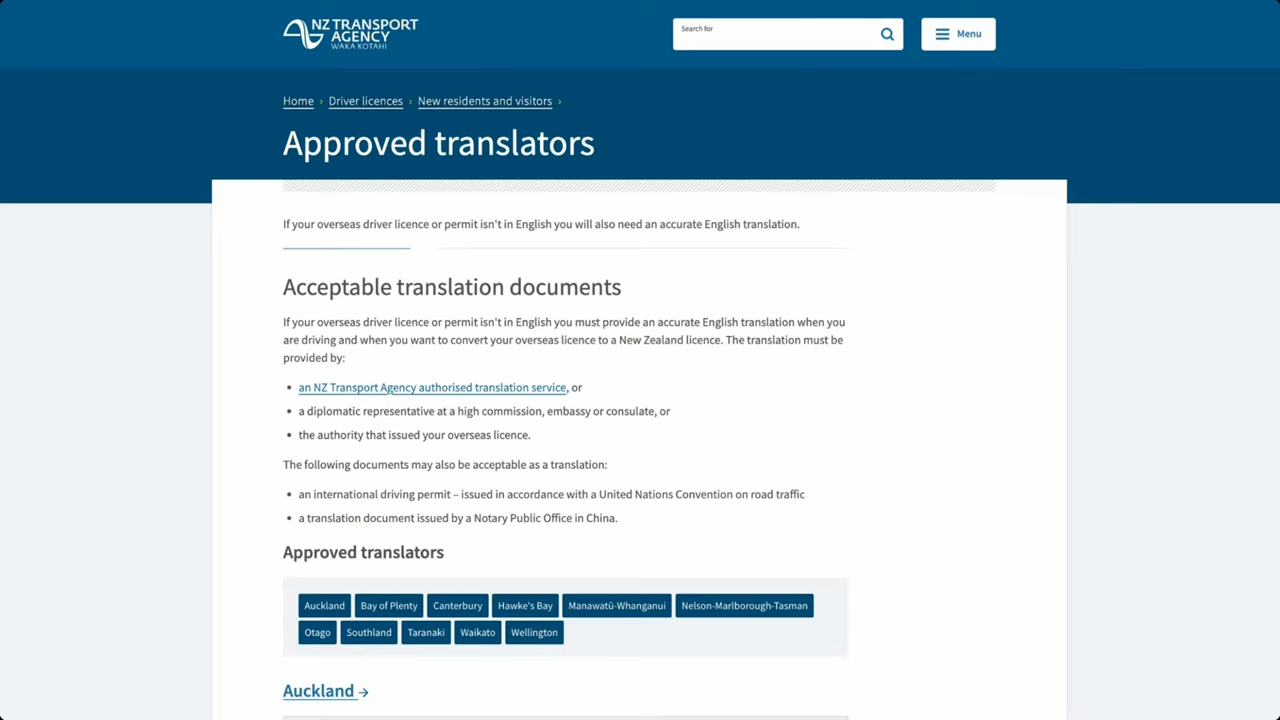 NZ TRANSPORT
AGENCY
WAKA KOTAHI
Search for
Menu
Home › Driver licences › New residents and visitors ›
Approved translators
If your overseas driver licence or permit isn't in English you will also need an accurate English translation.
Acceptable translation documents
If your overseas driver licence or permit isn't in English you must provide an accurate English translation when you
are driving and when you want to convert your overseas licence to a New Zealand licence. The translation must be
provided by:
• an NZ Transport Agency authorised translation service, or
• a diplomatic representative at a high commission, embassy or consulate, or
• the authority that issued your overseas licence.
The following documents may also be acceptable as a translation:
• an international driving permit – issued in accordance with a United Nations Convention on road traffic
• a translation document issued by a Notary Public Office in China.
Approved translators
Auckland Bay of Plenty Canterbury Hawke's Bay Manawatū-Whanganui Nelson-Marlborough-Tasman
Otago Southland Taranaki Waikato Wellington
Auckland →